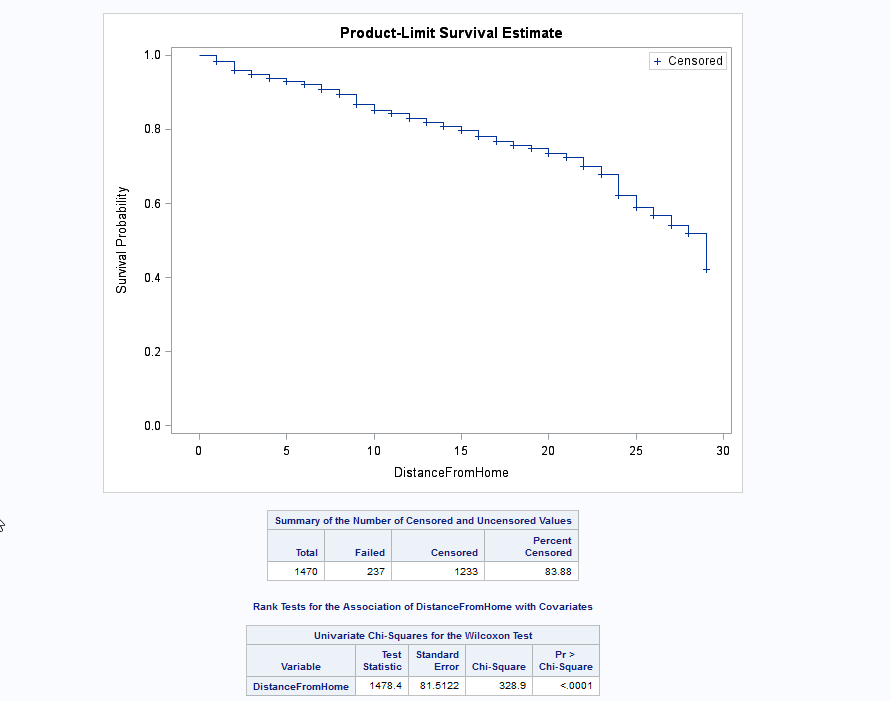 Product-Limit Survival Estimate
+ Censored
1.0
0.8
0.6
0.4
0.2
0.0
Survival Probability
0 5 10 15 20 25 30
DistanceFromHome
Summary of the Number of Censored and Uncensored Values
Total Failed Censored Percent Censored
1470 237 1233 83.88
Rank Tests for the Association of DistanceFromHome with Covariates
Univariate Chi-Squares for the Wilcoxon Test
Variable Test Statistic Standard Error Chi-Square Pr > Chi-Square
DistanceFromHome 1478.4 81.5122 328.9 <.0001